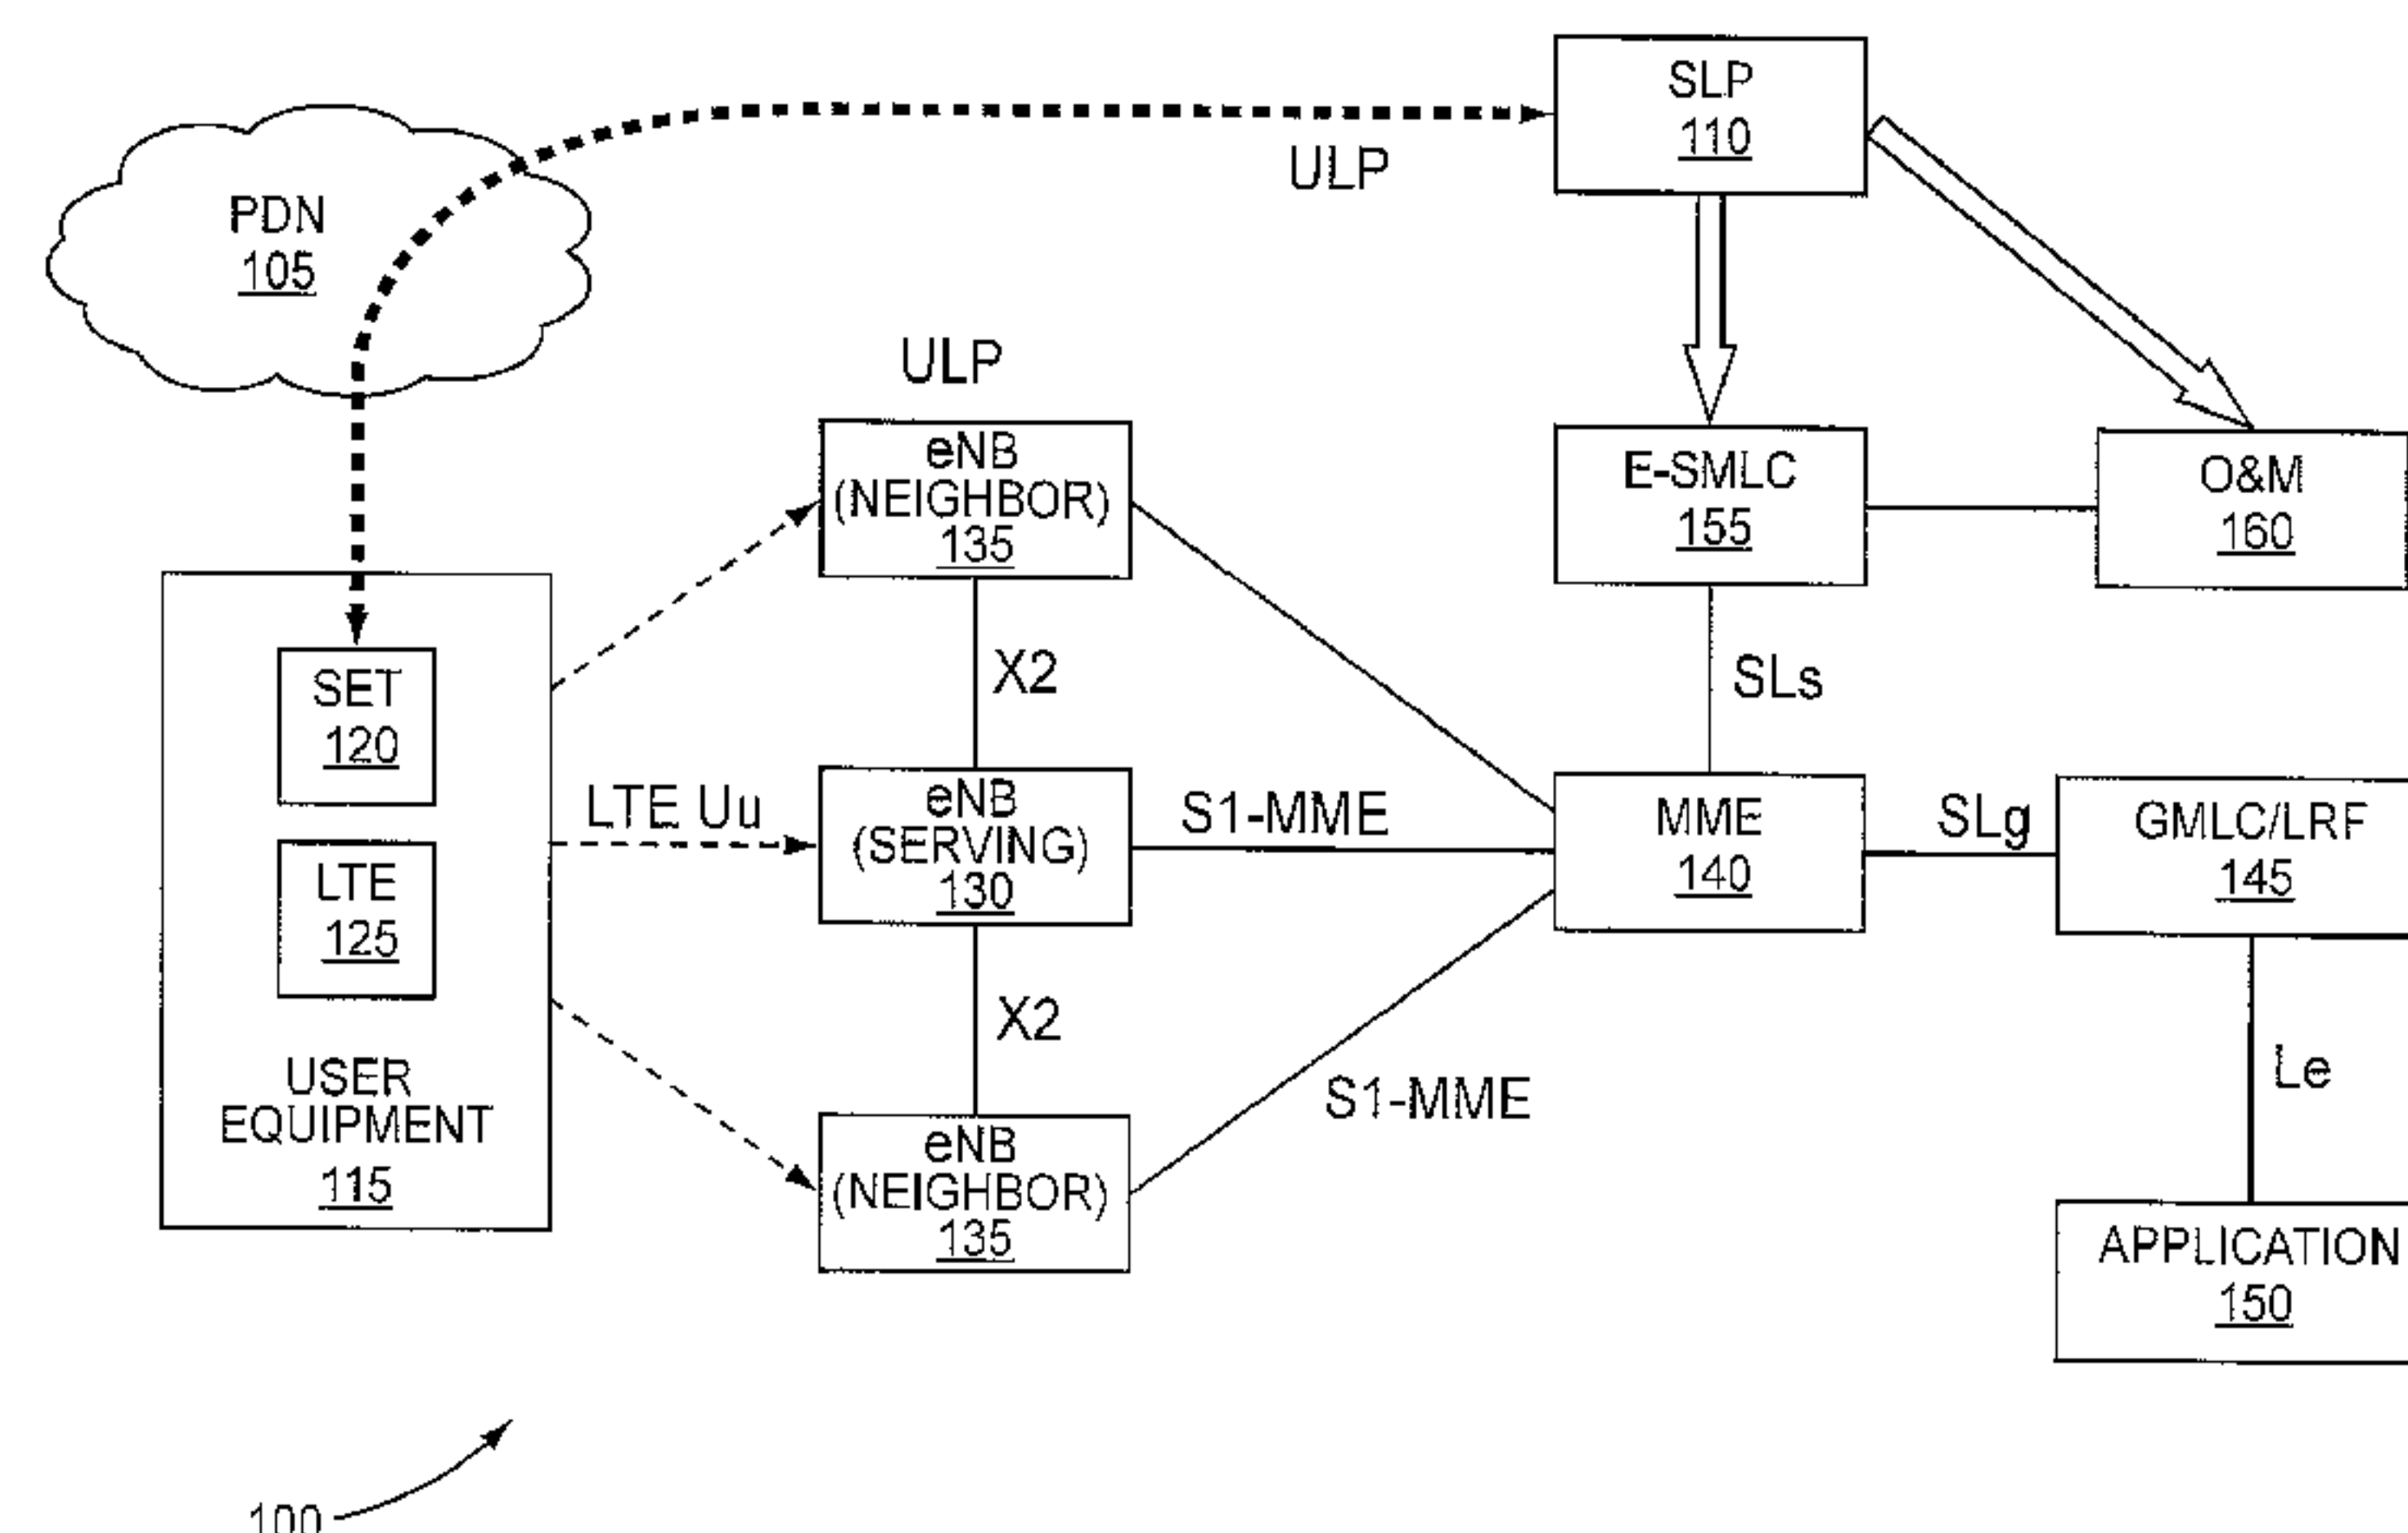 SLP
110
ULP
PDN
105
ULP
eNB
(NEIGHBOR)
135
E-SMLC
155
O&M
160
SET
120
X2
SLs
LTE Uu
eNB
(SERVING)
130
S1-MME
MME
140
SLg
GMLC/LRF
145
LTE
125
X2
USER
EQUIPMENT
115
S1-MME
Le
eNB
(NEIGHBOR)
135
APPLICATION
150
100